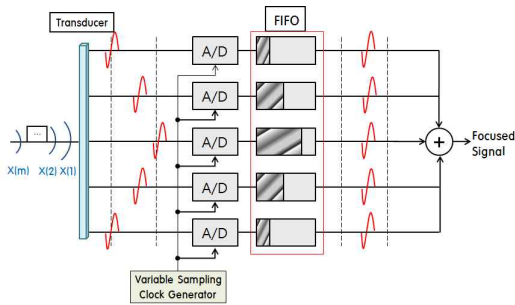 Transducer
FIFO
A/D
A/D
A/D
A/D
A/D
...
X(m) X(2) X(1)
+
Focused
Signal
Variable Sampling
Clock Generator